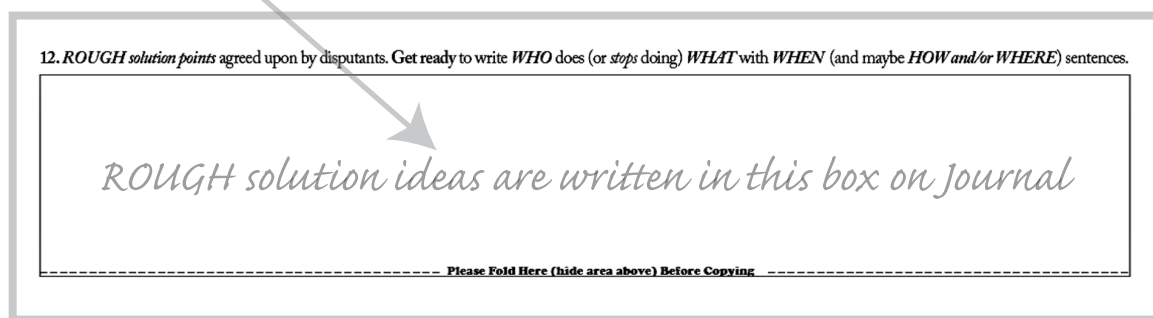 12. ROUGH solution points agreed upon by disputants. Get ready to write WHO does (or stops doing) WHAT with WHEN (and maybe HOW and/or WHERE) sentences.
ROUGH solution ideas are written in this box on Journal
Please Fold Here (hide area above) Before Copying